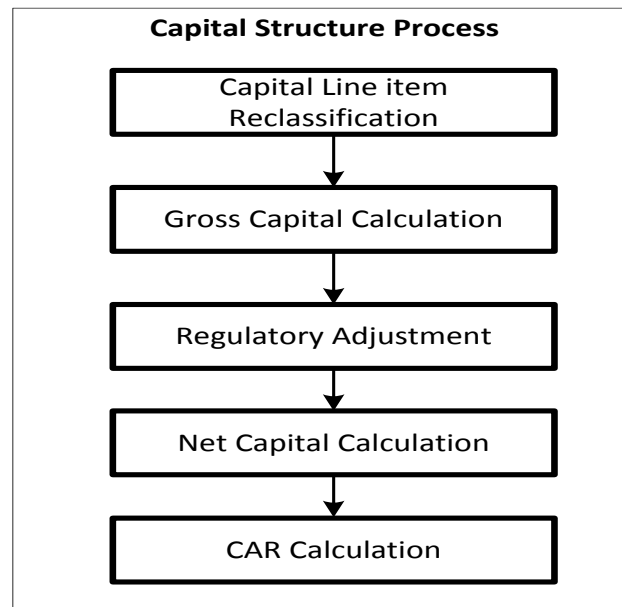 Capital Structure Process
Capital Line item
Reclassification
Gross Capital Calculation
Regulatory Adjustment
Net Capital Calculation
CAR Calculation